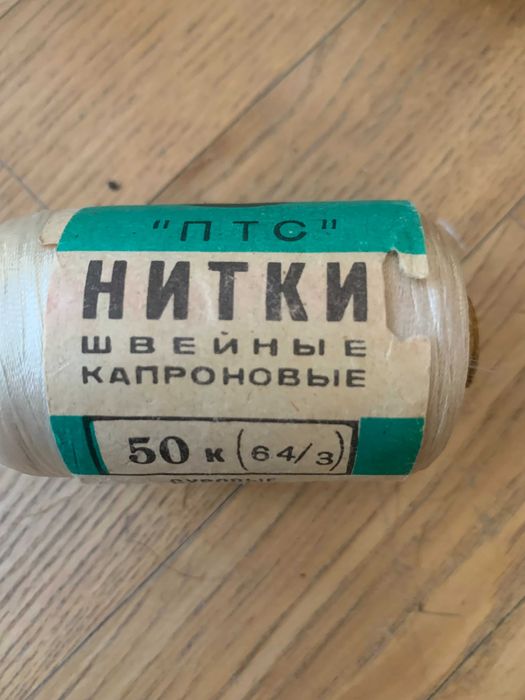 "ПТС"
НИТКИ
ШВЕЙНЫЕ
КАПРОНОВЫЕ
50 к (64/3)